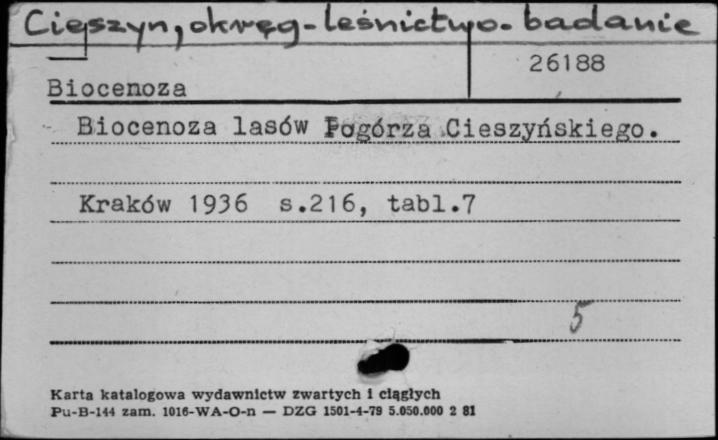 Cieszyn, okręg - leśnictwo - badanie
26188
Biocenoza
Biocenoza lasów Pogórza Cieszyńskiego.
Kraków 1936 s.216, tabl.7
5
Karta katalogowa wydawnictw zwartych i ciągłych
Pu-B-144 zam. 1016-WA-O-n — DZG 1501-4-79 5.050.000 2 81